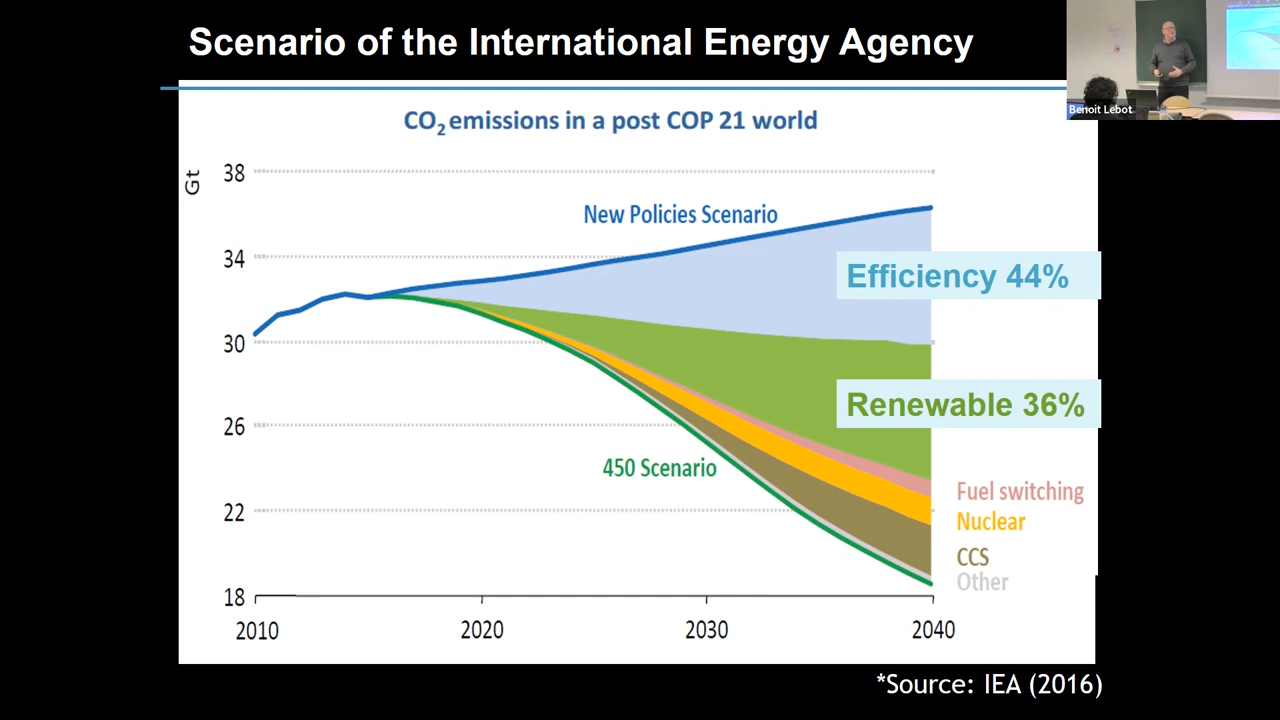 Scenario of the International Energy Agency
Benoit Lebot
CO2 emissions in a post COP 21 world
Gt
38
New Policies Scenario
34
Efficiency 44%
30
Renewable 36%
26
450 Scenario
Fuel switching
22
Nuclear
CCS
Other
18
2010 2020 2030 2040
*Source: IEA (2016)